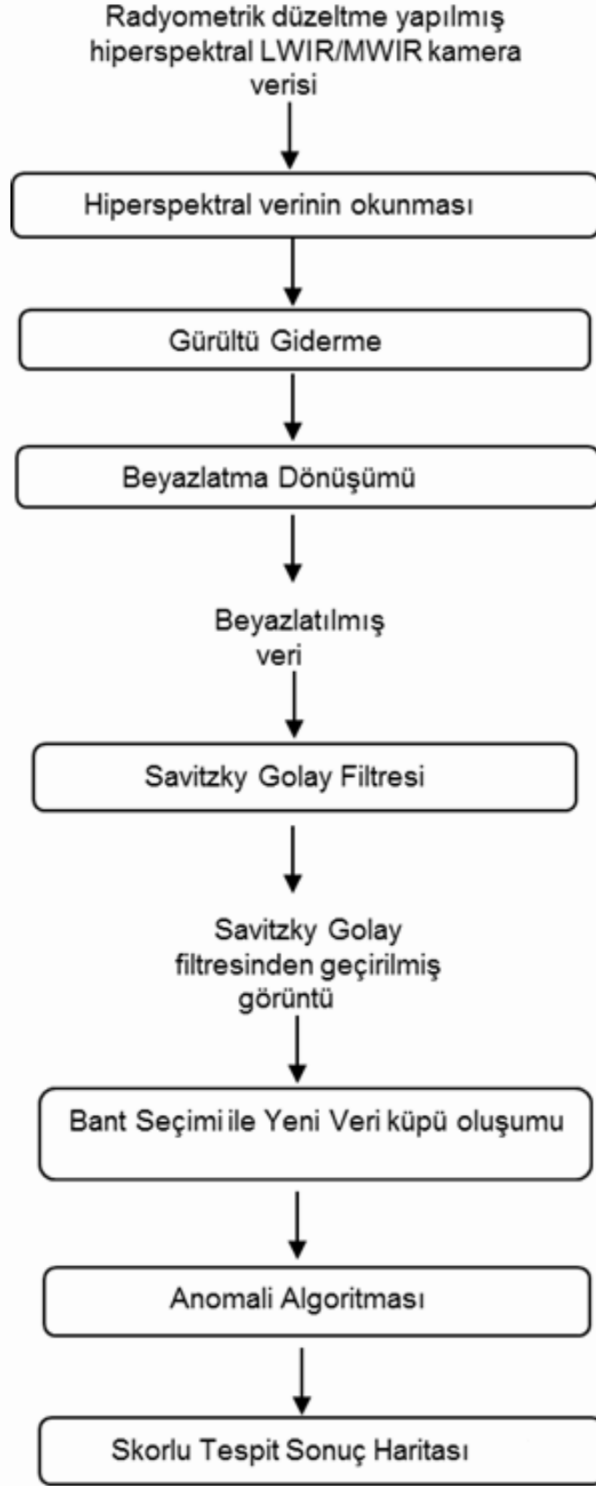 Radyometrik düzeltme yapılmış
hiperspektral LWIR/MWIR kamera
verisi
Hiperspektral verinin okunması
Gürültü Giderme
Beyazlatma Dönüşümü
Beyazlatılmış
veri
Savitzky Golay Filtresi
Savitzky Golay
filtresinden geçirilmiş
görüntü
Bant Seçimi ile Yeni Veri küpü oluşumu
Anomali Algoritması
Skorlu Tespit Sonuç Haritası